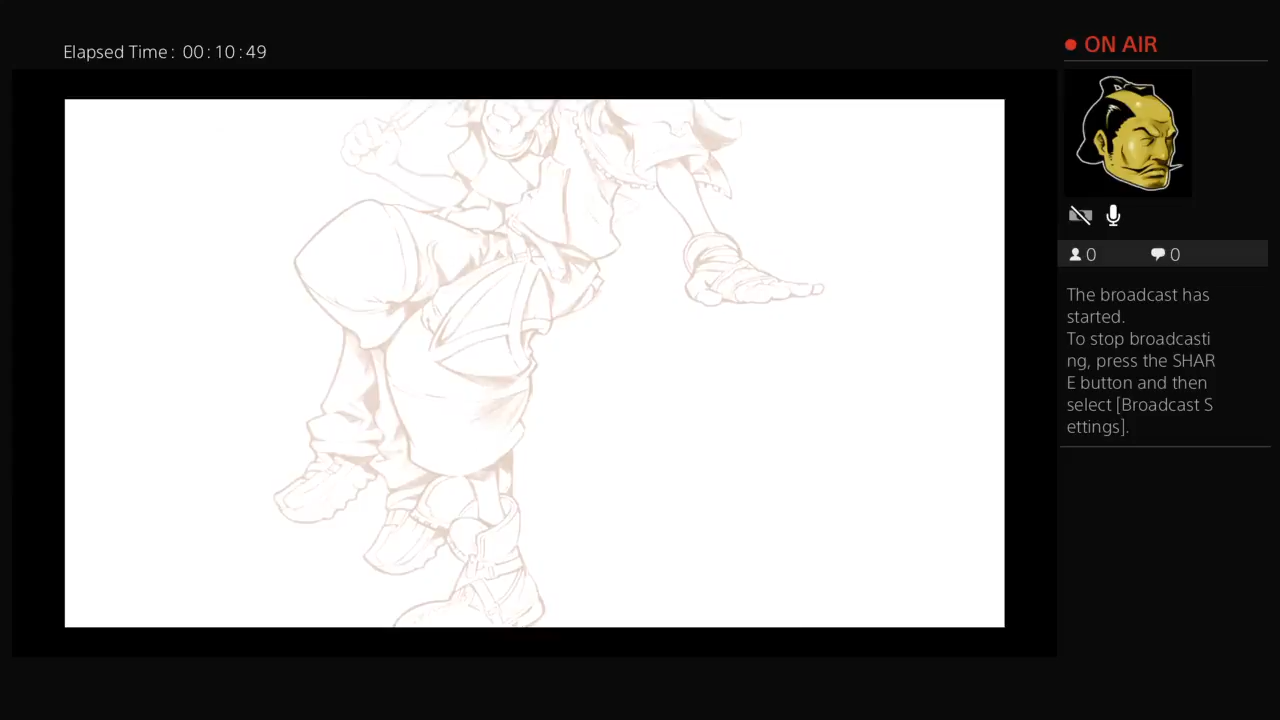 Elapsed Time: 00:10:49
ON AIR
0 0
The broadcast has
started.
To stop broadcasti
ng, press the SHAR
E button and then
select [Broadcast S
ettings].